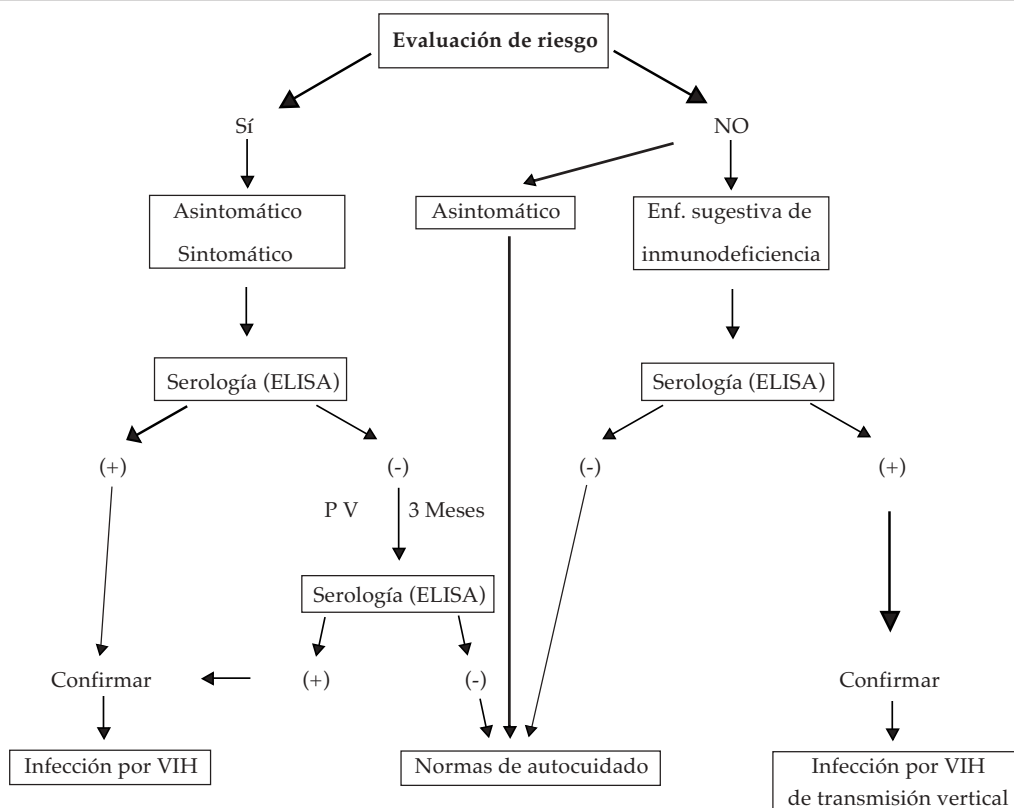 Evaluación de riesgo
Sí
NO
Asintomático
Sintomático
Asintomático
Enf. sugestiva de
inmunodeficiencia
Serología (ELISA)
Serología (ELISA)
(+)
(-)
(-)
(+)
P V
3 Meses
Serología (ELISA)
Confirmar
(+)
(-)
Confirmar
Infección por VIH
Normas de autocuidado
Infección por VIH
de transmisión vertical